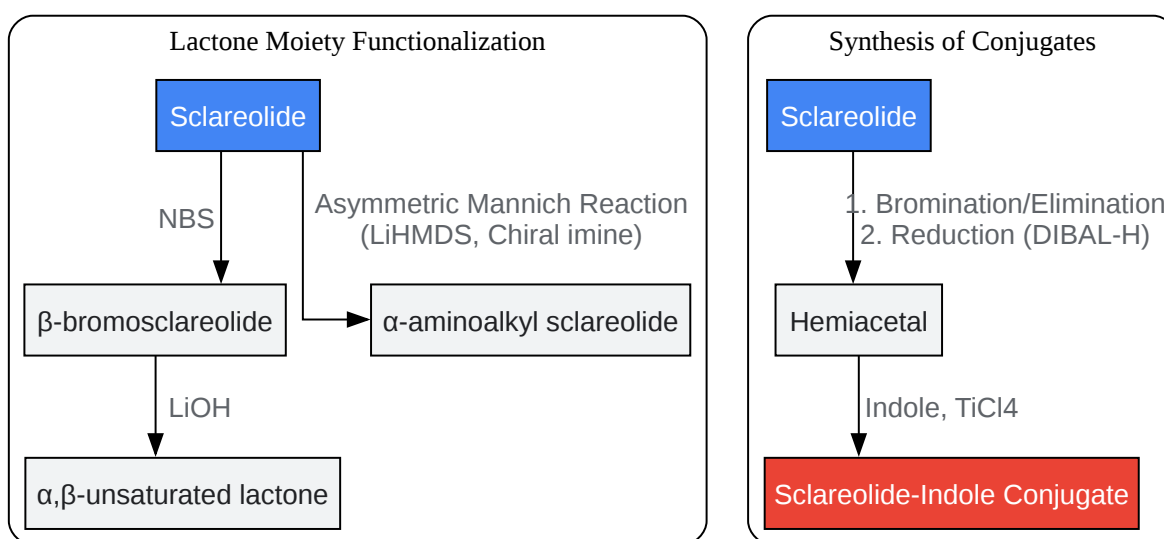 Lactone Moiety Functionalization
Sclareolide
NBS
Asymmetric Mannich Reaction
(LiHMDS, Chiral imine)
β-bromosclareolide
α-aminoalkyl sclareolide
LiOH
α,β-unsaturated lactone
Synthesis of Conjugates
Sclareolide
1. Bromination/Elimination
2. Reduction (DIBAL-H)
Hemiacetal
Indole, TiCl4
Sclareolide-Indole Conjugate